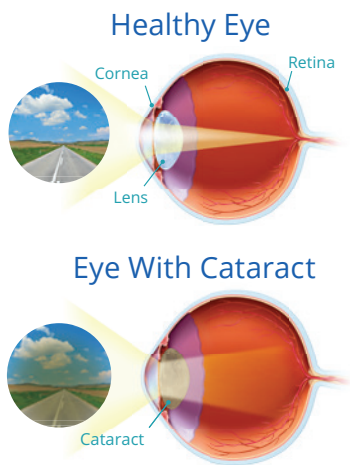 Healthy Eye
Cornea
Retina
Lens
Eye With Cataract
Cataract